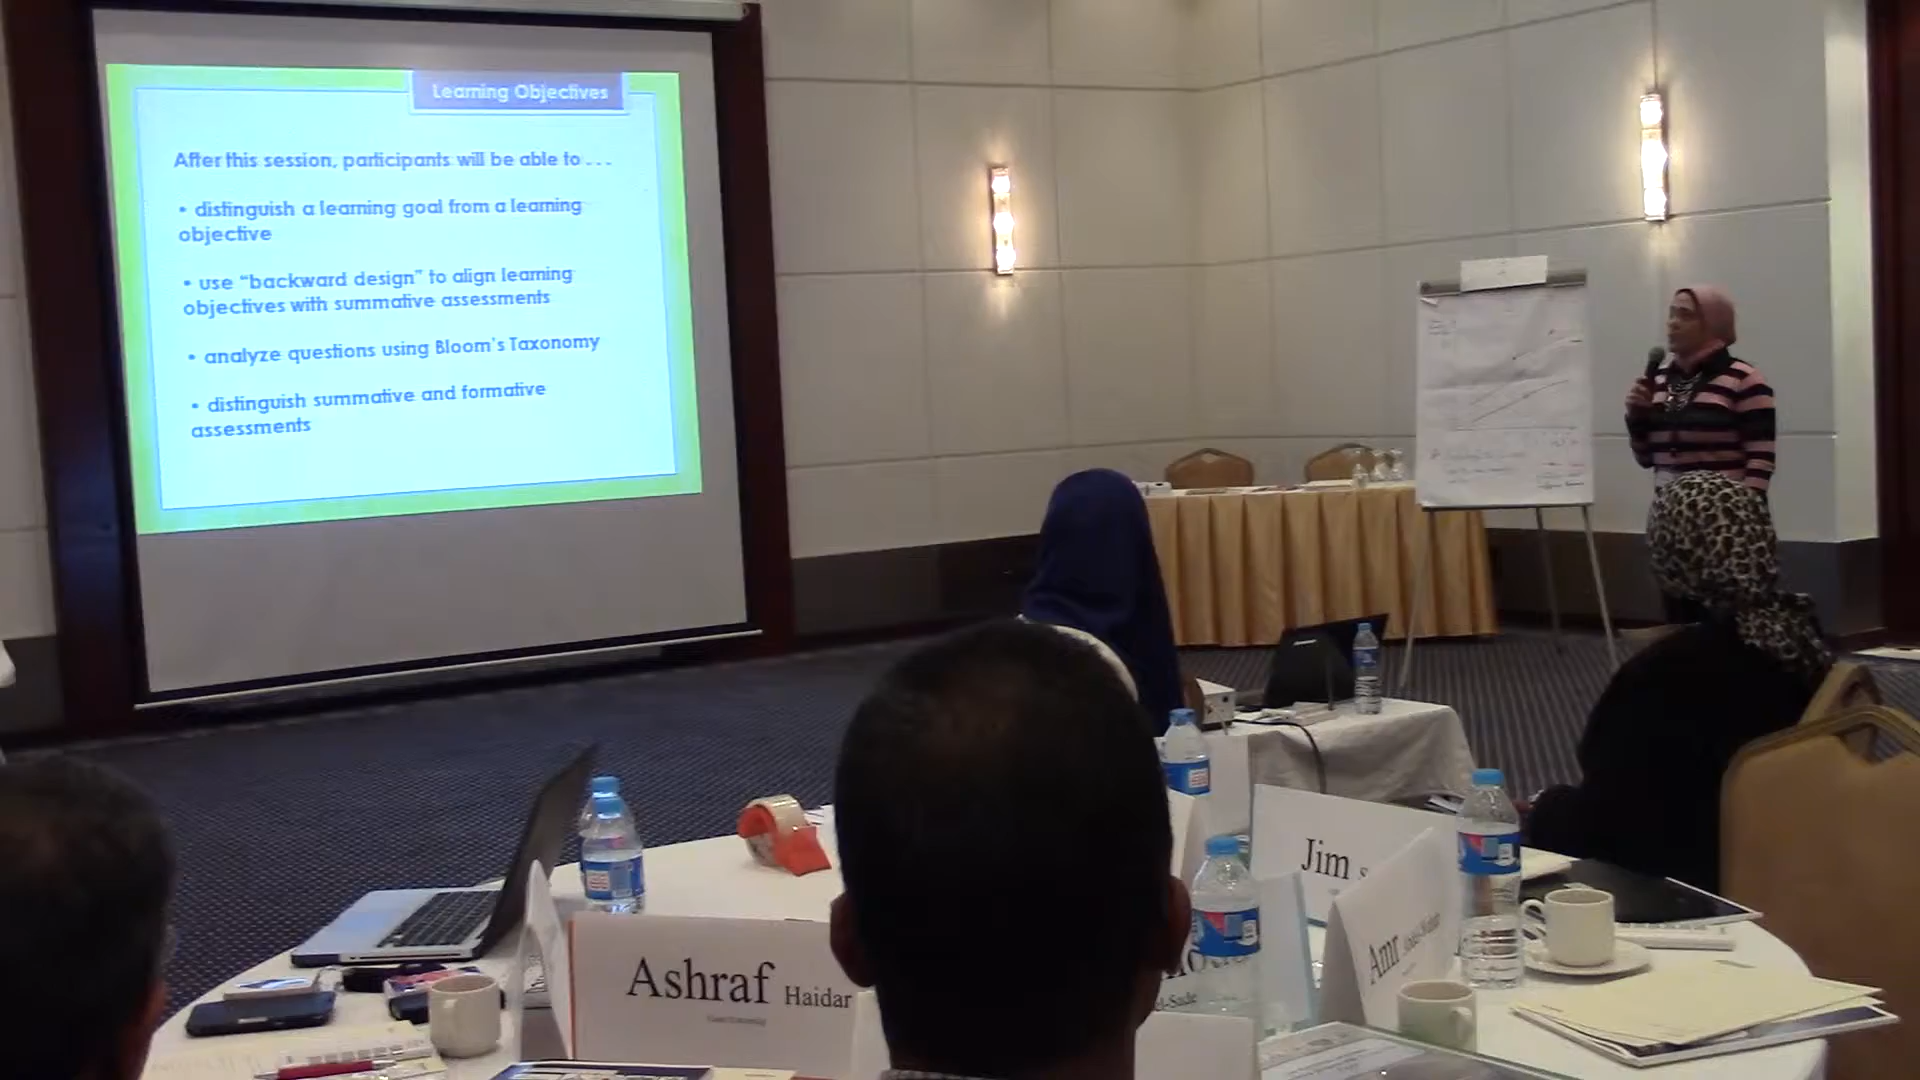 Learning Objectives
After this session, participants will be able to . . .
• distinguish a learning goal from a learning
objective
• use “backward design” to align learning
objectives with summative assessments
• analyze questions using Bloom's Taxonomy
• distinguish summative and formative
assessments
Jim
Amr
Ashraf Haidar
el-Sade